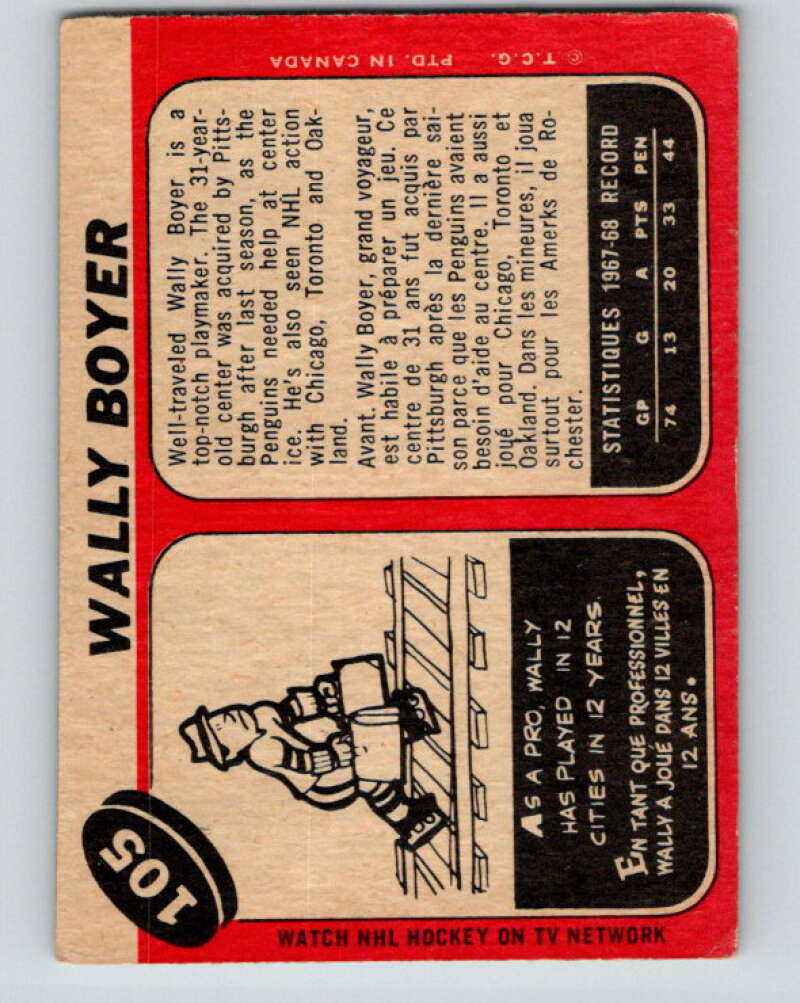 WALLY BOYER
105
Well-traveled Wally Boyer is a
top-notch playmaker. The 31-year-
old center was acquired by Pitts-
burgh after last season, as the
Penguins needed help at center
ice. He's also seen NHL action
with Chicago, Toronto and Oak-
land.
Avant. Wally Boyer, grand voyageur,
est habile à préparer un jeu. Ce
centre de 31 ans fut acquis par
Pittsburgh après la dernière sai-
son parce que les Penguins avaient
besoin d'aide au centre. Il a aussi
joué pour Chicago, Toronto et
Oakland. Dans les mineures, il joua
surtout pour les Amerks de Ro-
chester.
STATISTIQUES 1967-68 RECORD
GP G A PTS PEN
74 13 20 33 44
AS A PRO, WALLY
HAS PLAYED IN 12
CITIES IN 12 YEARS.
EN TANT QUE PROFESSIONNEL,
WALLY A JOUÉ DANS 12 VILLES EN
12 ANS.
WATCH NHL HOCKEY ON TV NETWORK
© T.C.G. PTD. IN CANADA